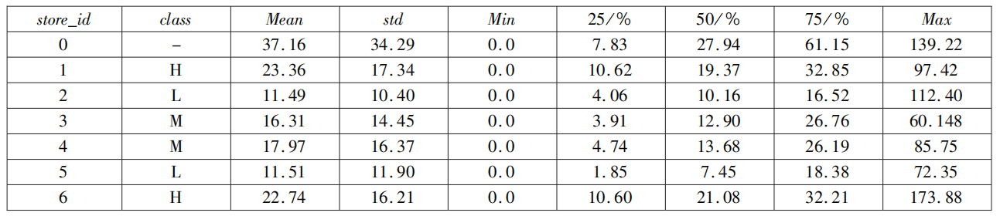 store_id class Mean std Min 25/% 50/% 75/% Max
0 - 37.16 34.29 0.0 7.83 27.94 61.15 139.22
1 H 23.36 17.34 0.0 10.62 19.37 32.85 97.42
2 L 11.49 10.40 0.0 4.06 10.16 16.52 112.40
3 M 16.31 14.45 0.0 3.91 12.90 26.76 60.148
4 M 17.97 16.37 0.0 4.74 13.68 26.19 85.75
5 L 11.51 11.90 0.0 1.85 7.45 18.38 72.35
6 H 22.74 16.21 0.0 10.60 21.08 32.21 173.88